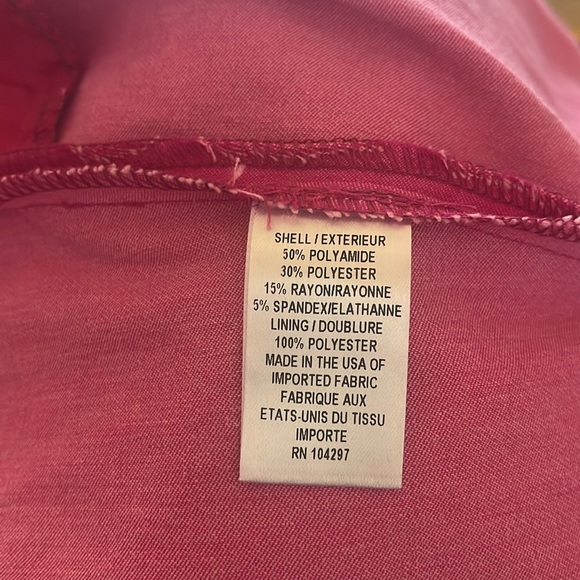 SHELL / EXTERIEUR
50% POLYAMIDE
30% POLYESTER
15% RAYON/RAYONNE
5% SPANDEX/ELATHANNE
LINING / DOUBLURE
100% POLYESTER
MADE IN THE USA OF
IMPORTED FABRIC
FABRIQUE AUX
ETATS-UNIS DU TISSU
IMPORTE
RN 104297